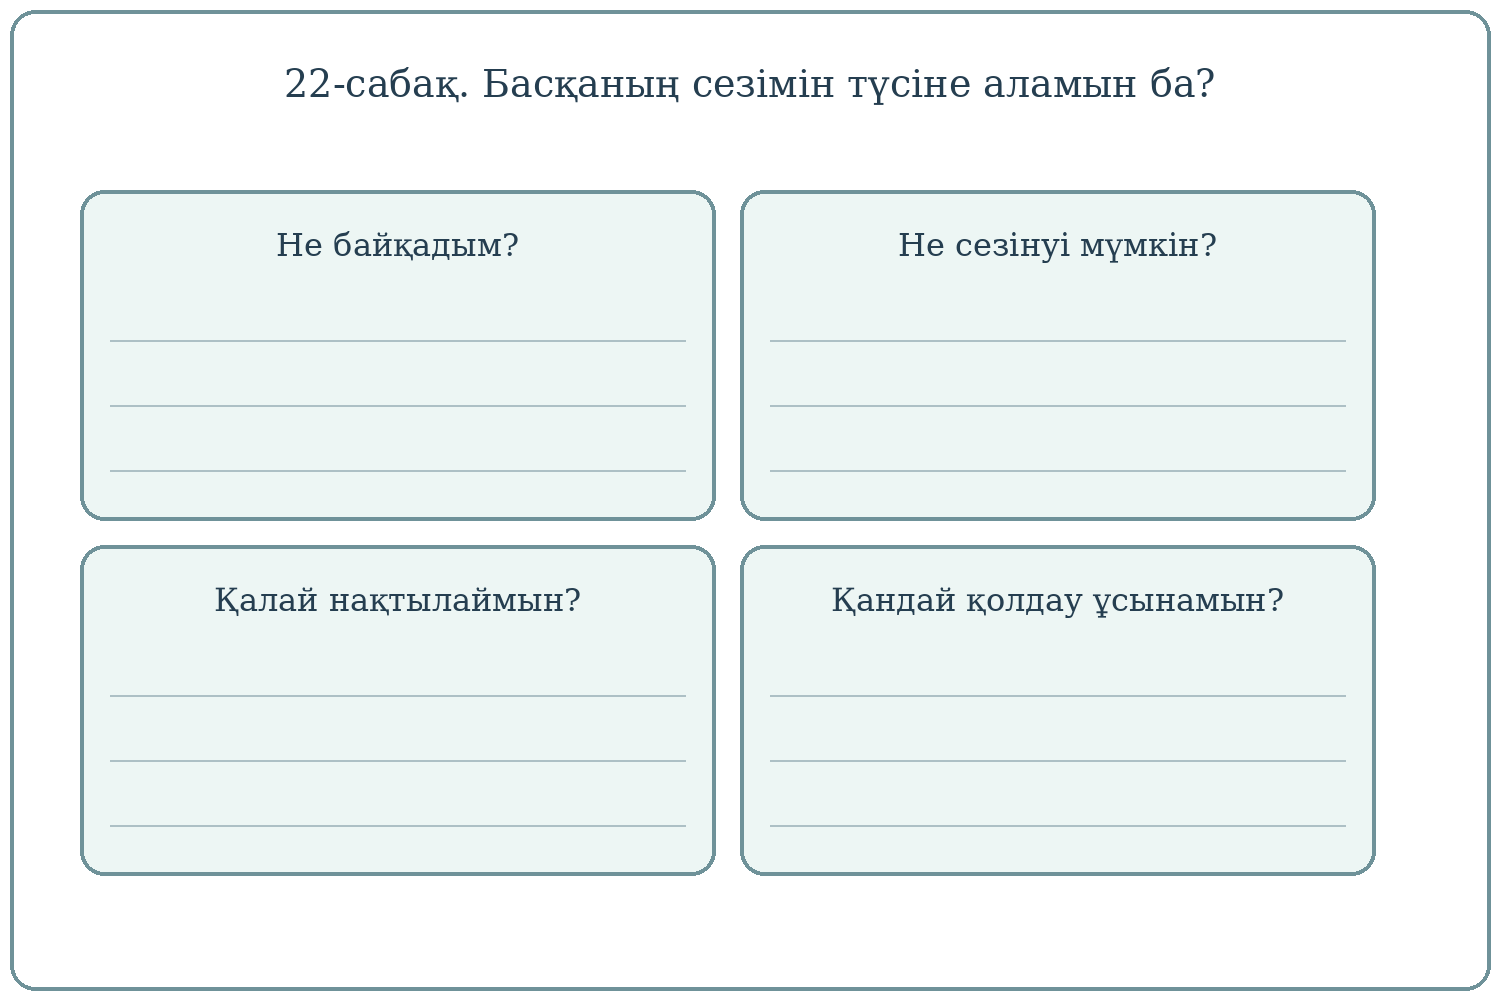 22-сабақ. Басқаның сезімін түсіне аламын ба?
Не байқадым?
Не сезінуі мүмкін?
Қалай нақтылаймын?
Қандай қолдау ұсынамын?